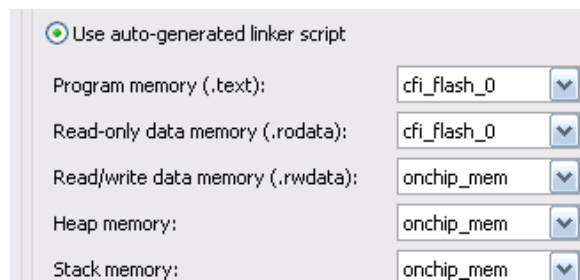 Use auto-generated linker script
Program memory (.text): cfi_flash_0
Read-only data memory (.rodata): cfi_flash_0
Read/write data memory (.rwdata): onchip_mem
Heap memory: onchip_mem
Stack memory: onchip_mem